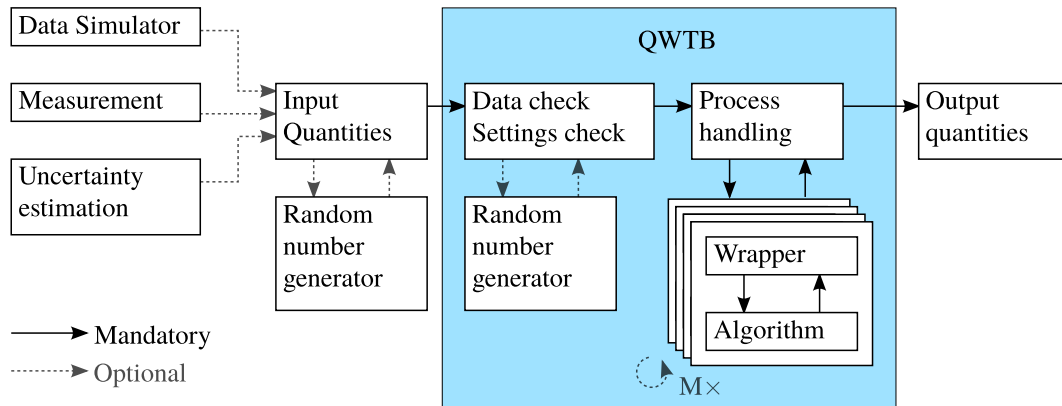 Data Simulator
Measurement
Uncertainty
estimation
Input
Quantities
Random
number
generator
QWTB
Data check
Settings check
Random
number
generator
Process
handling
Wrapper
Algorithm
M×
Output
quantities
Mandatory
Optional